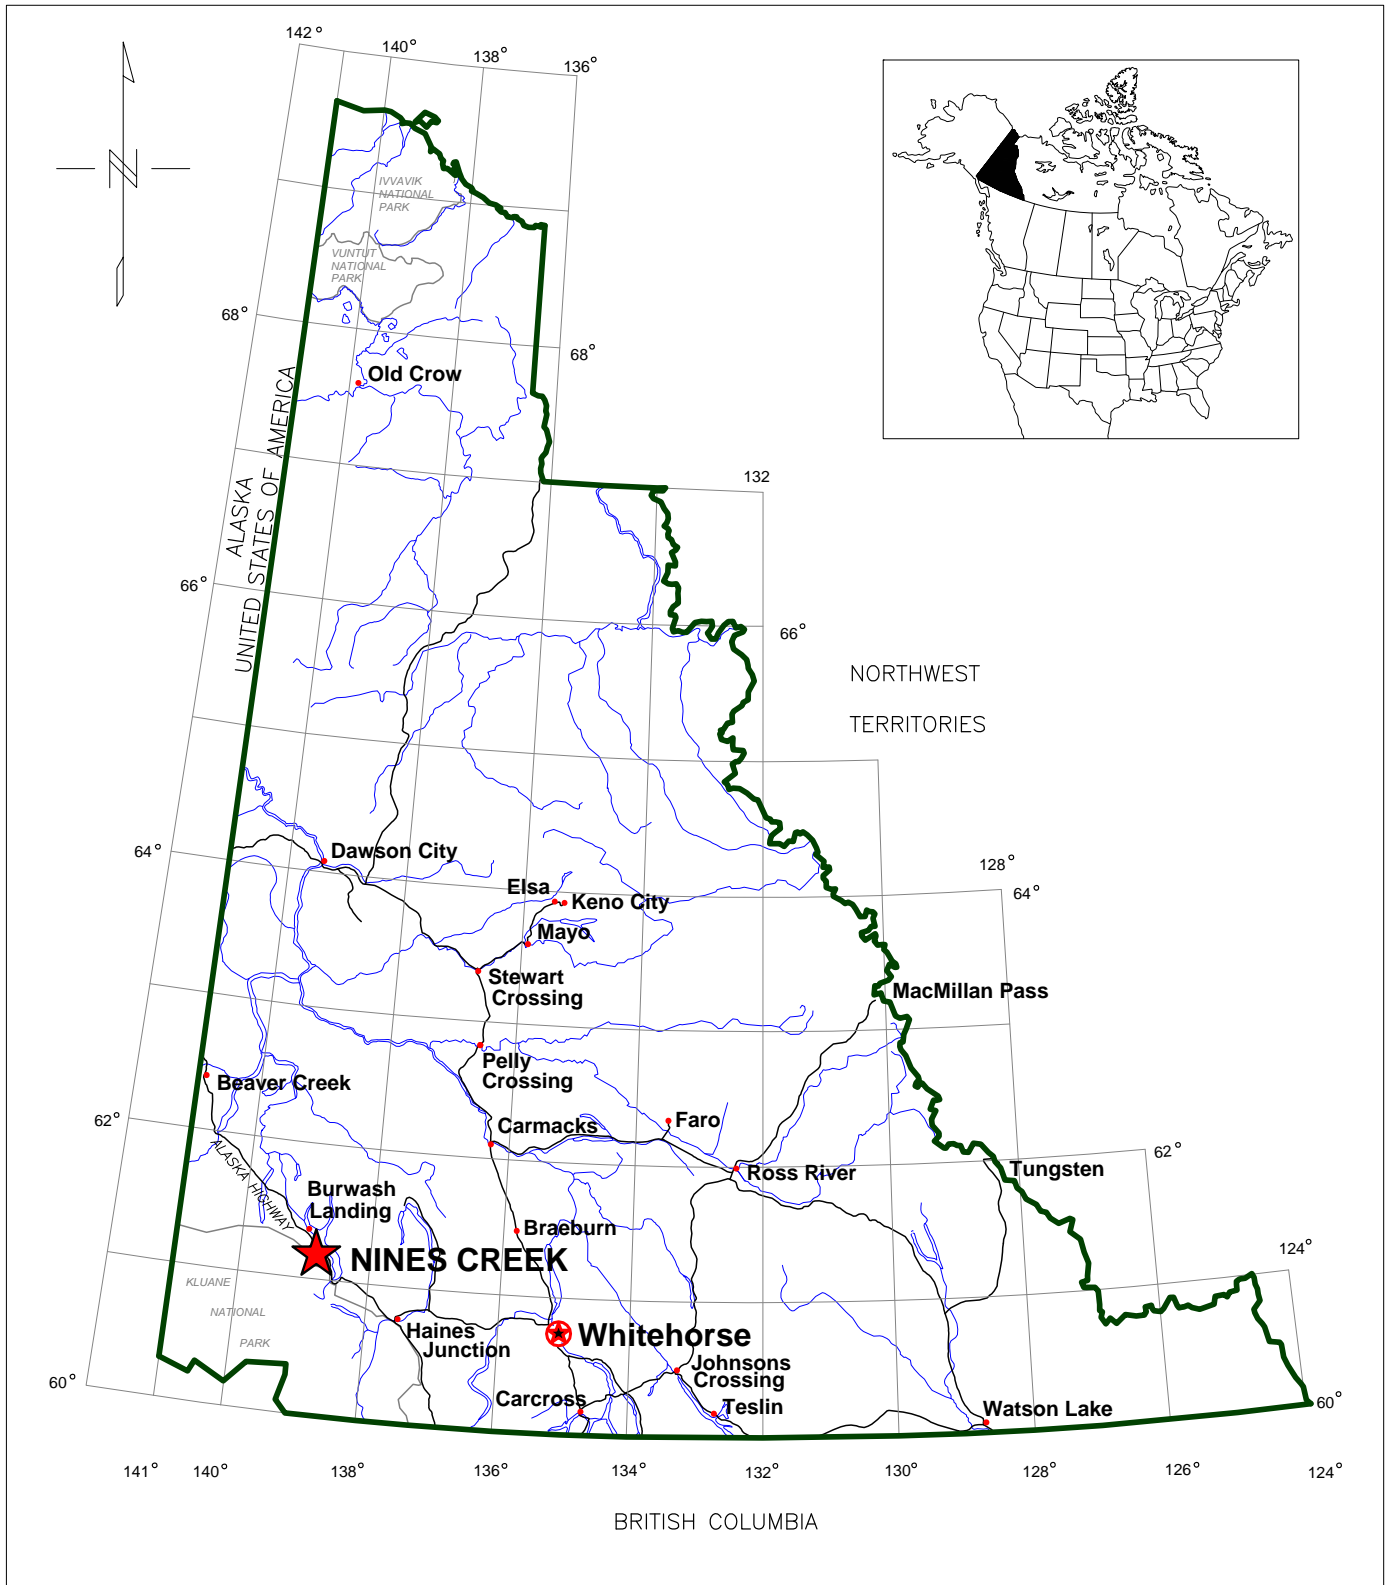 142°
140°
138°
136°
N
IVVAVIK
NATIONAL
PARK
VUNTUT
NATIONAL
PARK
68°
68°
Old Crow
ALASKA
UNITED STATES OF AMERICA
132
66°
66°
NORTHWEST
TERRITORIES
64°
Dawson City
128°
64°
Elsa
Keno City
Mayo
Stewart
Crossing
MacMillan Pass
Pelly
Crossing
Beaver Creek
62°
Carmacks
Faro
62°
Tungsten
Ross River
ALASKA HIGHWAY
Burwash
Landing
Braeburn
NINES CREEK
124°
KLUANE
NATIONAL
PARK
Haines
Junction
Whitehorse
Johnsons
Crossing
60°
Carcross
Teslin
Watson Lake
60°
141°
140°
138°
136°
134°
132°
130°
128°
126°
124°
BRITISH COLUMBIA